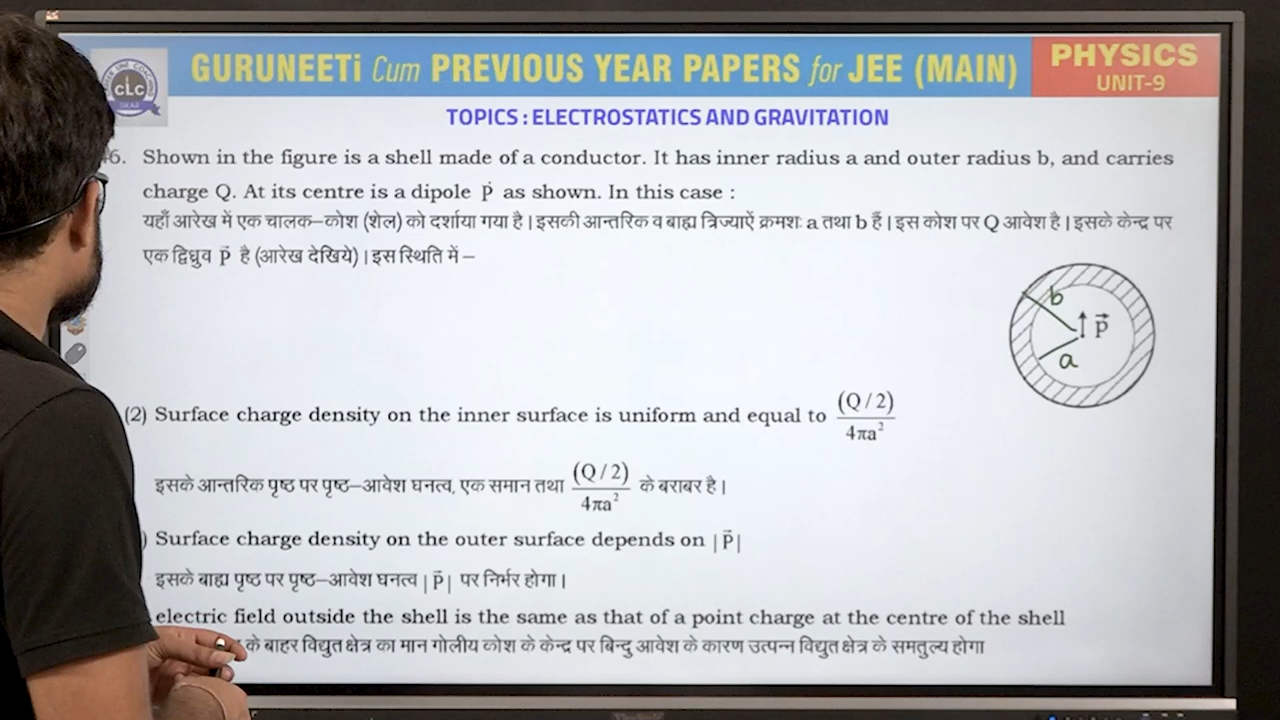 GURUNEETi Cum PREVIOUS YEAR PAPERS for JEE (MAIN)
PHYSICS
UNIT-9
CLC
TOPICS : ELECTROSTATICS AND GRAVITATION
6. Shown in the figure is a shell made of a conductor. It has inner radius a and outer radius b, and carries
charge Q. At its centre is a dipole P⃗ as shown. In this case :
यहाँ आरेख में एक चालक–कोश (शेल) को दर्शाया गया है। इसकी आन्तरिक व बाह्य त्रिज्याऐं क्रमशः a तथा b हैं। इस कोश पर Q आवेश है। इसके केन्द्र पर
एक द्विध्रुव P⃗ है (आरेख देखिये)। इस स्थिति में –
b
p⃗
a
(2) Surface charge density on the inner surface is uniform and equal to (Q / 2) / 4πa²
इसके आन्तरिक पृष्ठ पर पृष्ठ–आवेश घनत्व, एक समान तथा (Q / 2) / 4πa² के बराबर है।
) Surface charge density on the outer surface depends on |P⃗|
इसके बाह्य पृष्ठ पर पृष्ठ–आवेश घनत्व |P⃗| पर निर्भर होगा।
electric field outside the shell is the same as that of a point charge at the centre of the shell
के बाहर विद्युत क्षेत्र का मान गोलीय कोश के केन्द्र पर बिन्दु आवेश के कारण उत्पन्न विद्युत क्षेत्र के समतुल्य होगा